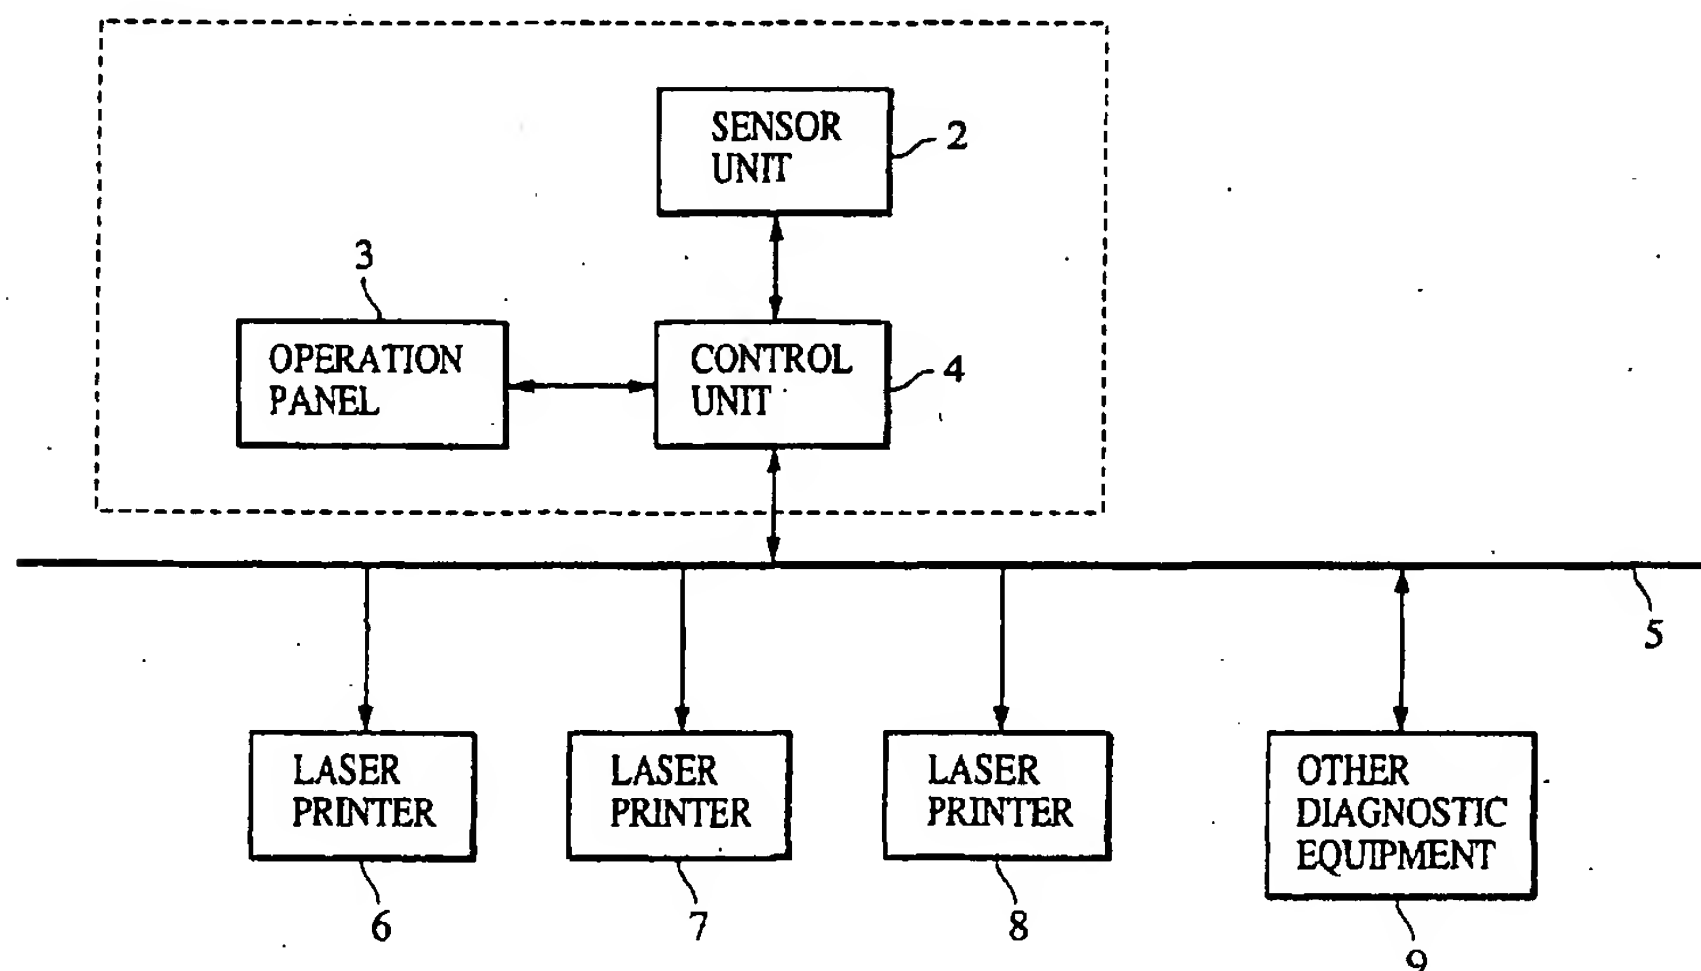 SENSOR
UNIT
2
3
OPERATION
PANEL
CONTROL
UNIT
4
5
LASER
PRINTER
6
LASER
PRINTER
7
LASER
PRINTER
8
OTHER
DIAGNOSTIC
EQUIPMENT
9